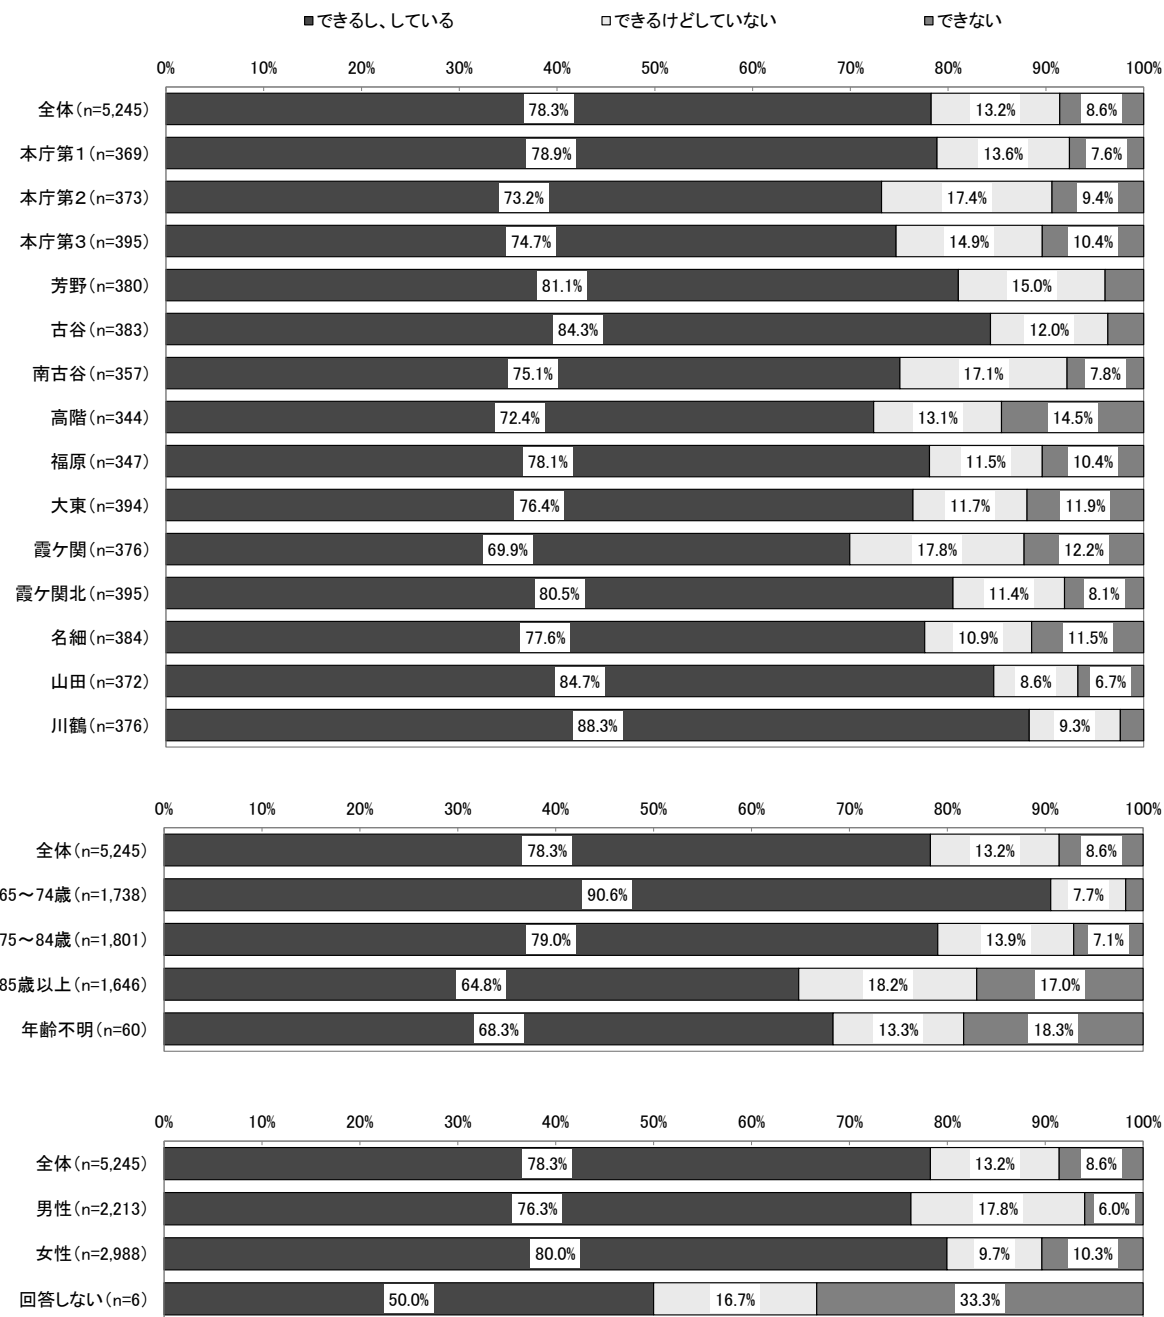 ■できるし、している □できるけどしていない ■できない
0% 10% 20% 30% 40% 50% 60% 70% 80% 90% 100%
全体(n=5,245) 78.3% 13.2% 8.6%
本庁第1(n=369) 78.9% 13.6% 7.6%
本庁第2(n=373) 73.2% 17.4% 9.4%
本庁第3(n=395) 74.7% 14.9% 10.4%
芳野(n=380) 81.1% 15.0%
古谷(n=383) 84.3% 12.0%
南古谷(n=357) 75.1% 17.1% 7.8%
高階(n=344) 72.4% 13.1% 14.5%
福原(n=347) 78.1% 11.5% 10.4%
大東(n=394) 76.4% 11.7% 11.9%
霞ケ関(n=376) 69.9% 17.8% 12.2%
霞ケ関北(n=395) 80.5% 11.4% 8.1%
名細(n=384) 77.6% 10.9% 11.5%
山田(n=372) 84.7% 8.6% 6.7%
川鶴(n=376) 88.3% 9.3%
0% 10% 20% 30% 40% 50% 60% 70% 80% 90% 100%
全体(n=5,245) 78.3% 13.2% 8.6%
65~74歳(n=1,738) 90.6% 7.7%
75~84歳(n=1,801) 79.0% 13.9% 7.1%
85歳以上(n=1,646) 64.8% 18.2% 17.0%
年齢不明(n=60) 68.3% 13.3% 18.3%
0% 10% 20% 30% 40% 50% 60% 70% 80% 90% 100%
全体(n=5,245) 78.3% 13.2% 8.6%
男性(n=2,213) 76.3% 17.8% 6.0%
女性(n=2,988) 80.0% 9.7% 10.3%
回答しない(n=6) 50.0% 16.7% 33.3%